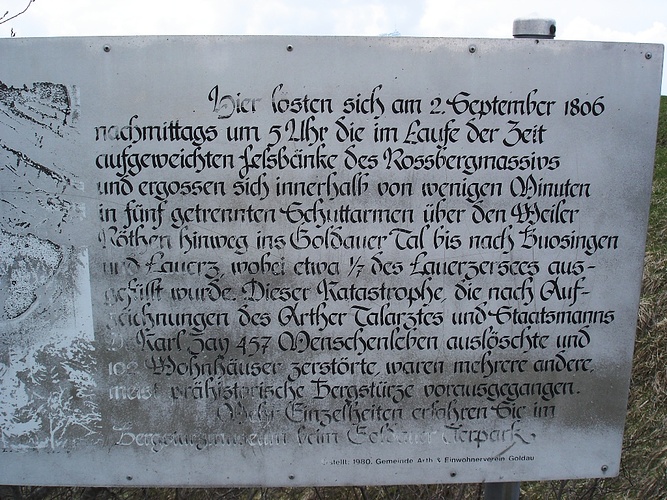 Hier lösten sich am 2. September 1806
nachmittags um 5 Uhr die im Laufe der Zeit
aufgeweichten Felsbänke des Rossbergmassivs
und ergossen sich innerhalb von wenigen Minuten
in fünf getrennten Schuttarmen über den Weiler
Röthen hinweg ins Goldauer Tal bis nach Buosingen
und Lauerz, wobei etwa 1/7 des Lauerzersees aus-
gefüllt wurde. Dieser Katastrophe, die nach Auf-
zeichnungen des Arther Talarztes und Staatsmanns
Karl Zay 457 Menschenleben auslöschte und
102 Wohnhäuser zerstörte, waren mehrere andere,
meist prähistorische Bergstürze vorausgegangen.
Mehr Einzelheiten erfahren Sie im
Bergsturzmuseum beim Goldauer Tierpark.
Erstellt: 1980. Gemeinde Arth & Einwohnerverein Goldau